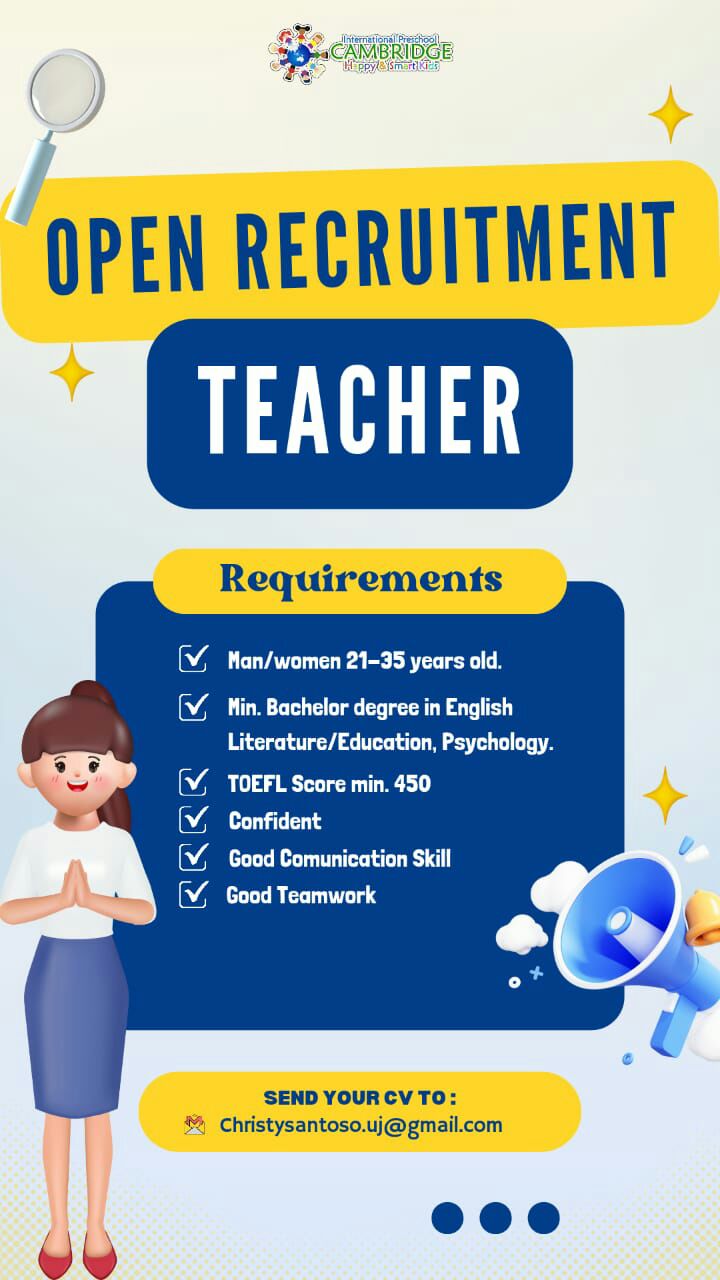 International Preschool
CAMBRIDGE
Happy & Smart Kids
OPEN RECRUITMENT
TEACHER
Requirements
Man/women 21-35 years old.
Min. Bachelor degree in English
Literature/Education, Psychology.
TOEFL Score min. 450
Confident
Good Comunication Skill
Good Teamwork
SEND YOUR CV TO :
Christysantoso.uj@gmail.com